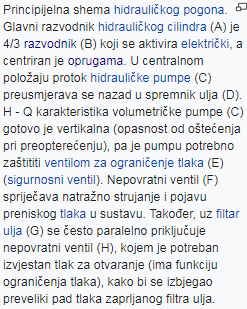 Principijelna shema hidrauličkog pogona.
Glavni razvodnik hidrauličkog cilindra (A) je
4/3 razvodnik (B) koji se aktivira električki, a
centriran je oprugama. U centralnom
položaju protok hidrauličke pumpe (C)
preusmjerava se nazad u spremnik ulja (D).
H - Q karakteristika volumetričke pumpe (C)
gotovo je vertikalna (opasnost od oštećenja
pri preopterećenju), pa je pumpu potrebno
zaštititi ventilom za ograničenje tlaka (E)
(sigurnosni ventil). Nepovratni ventil (F)
spriječava natražno strujanje i pojavu
preniskog tlaka u sustavu. Također, uz filtar
ulja (G) se često paralelno priključuje
nepovratni ventil (H), kojem je potreban
izvjestan tlak za otvaranje (ima funkciju
ograničenja tlaka), kako bi se izbjegao
preveliki pad tlaka zaprljanog filtra ulja.